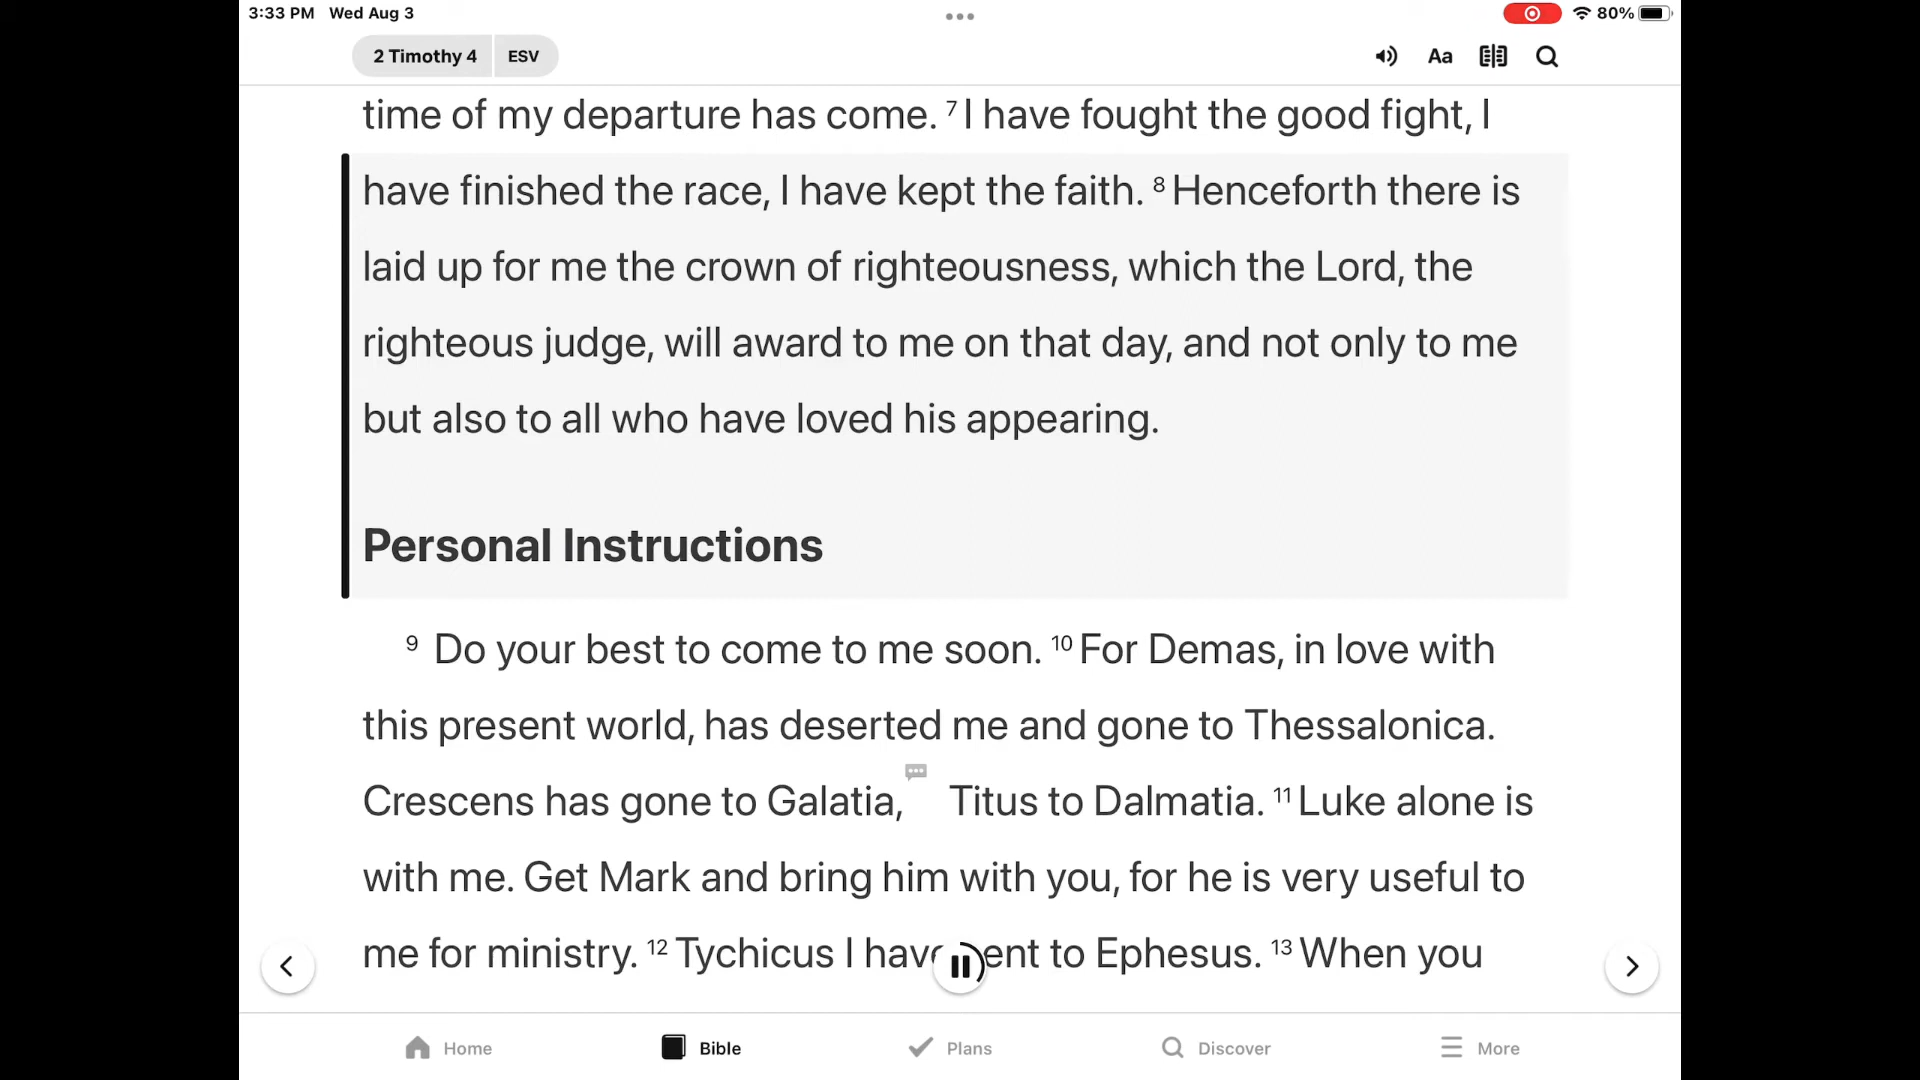 3:33 PM Wed Aug 3
80%
2 Timothy 4 ESV
Aa
time of my departure has come. 7 I have fought the good fight, I
have finished the race, I have kept the faith. 8 Henceforth there is
laid up for me the crown of righteousness, which the Lord, the
righteous judge, will award to me on that day, and not only to me
but also to all who have loved his appearing.
Personal Instructions
9 Do your best to come to me soon. 10 For Demas, in love with
this present world, has deserted me and gone to Thessalonica.
Crescens has gone to Galatia, Titus to Dalmatia. 11 Luke alone is
with me. Get Mark and bring him with you, for he is very useful to
me for ministry. 12 Tychicus I have sent to Ephesus. 13 When you
Home Bible Plans Discover More